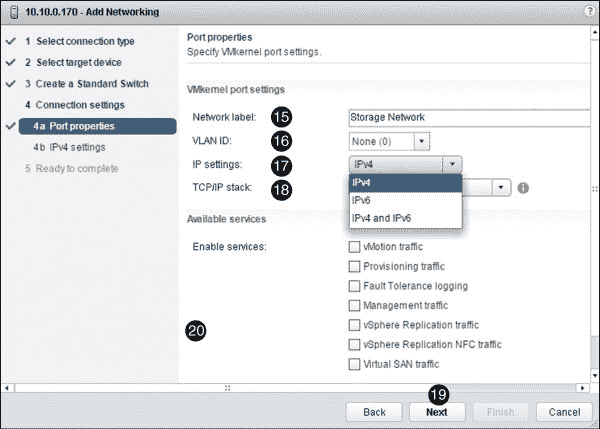 10.10.0.170 - Add Networking
1 Select connection type
2 Select target device
3 Create a Standard Switch
4 Connection settings
4a Port properties
4b IPv4 settings
5 Ready to complete
Port properties
Specify VMkernel port settings.
VMkernel port settings
Network label: 15 Storage Network
VLAN ID: 16 None (0)
IP settings: 17 IPv4
TCP/IP stack: 18
IPv4
IPv6
IPv4 and IPv6
Available services
Enable services:
vMotion traffic
Provisioning traffic
Fault Tolerance logging
Management traffic
vSphere Replication traffic
vSphere Replication NFC traffic
Virtual SAN traffic
20
19
Back Next Finish Cancel